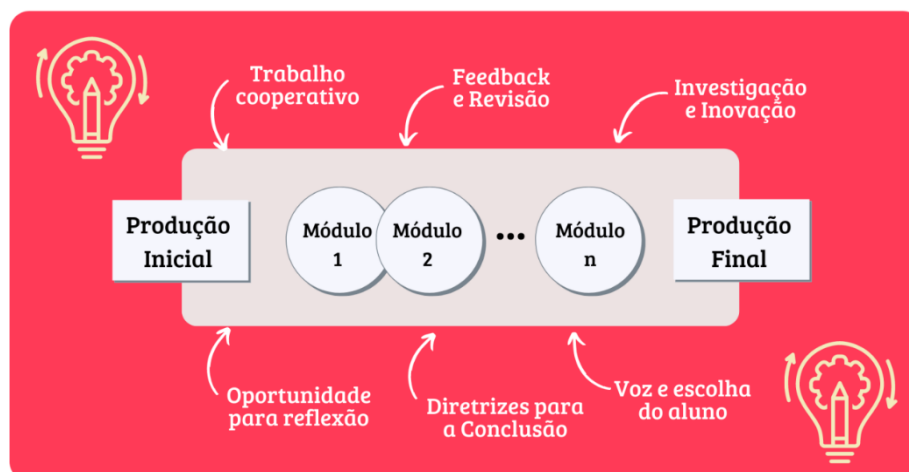 Trabalho
cooperativo
Feedback
e Revisão
Investigação
e Inovação
Produção
Inicial
Módulo
1
Módulo
2
...
Módulo
n
Produção
Final
Oportunidade
para reflexão
Diretrizes para
a Conclusão
Voz e escolha
do aluno